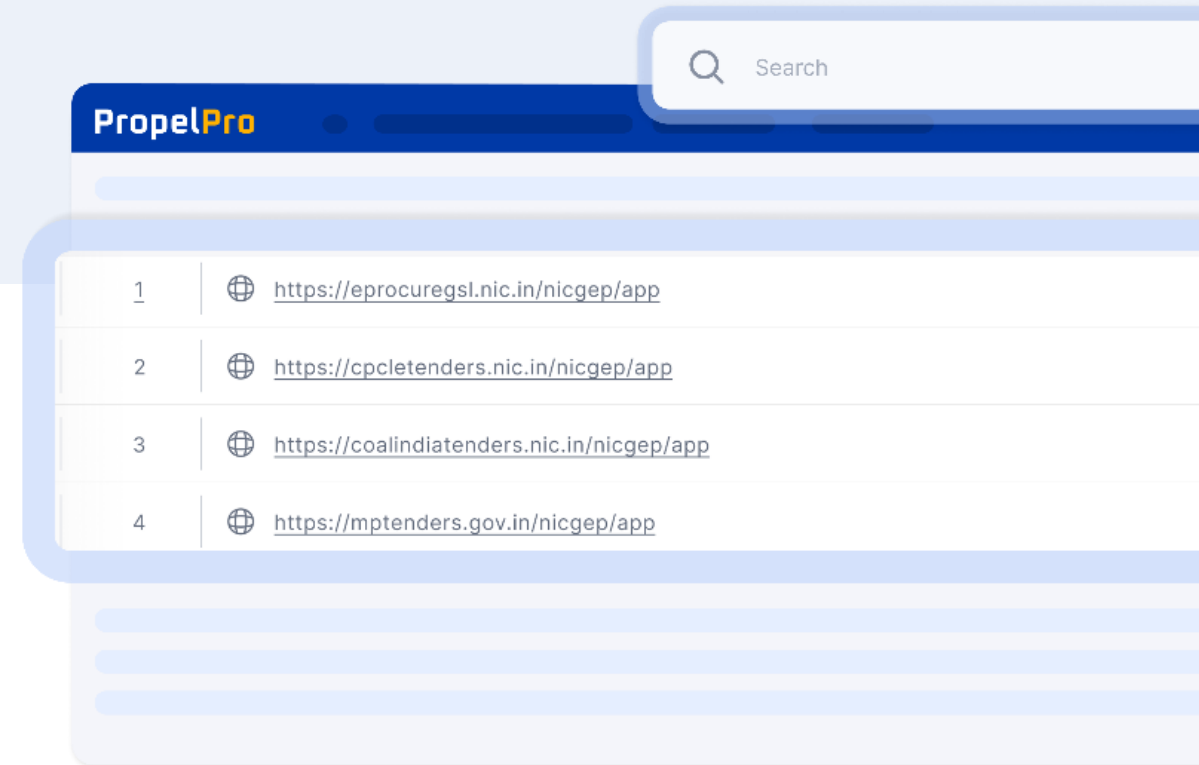 Search
PropelPro
1 https://eprocuregsl.nic.in/nicgep/app
2 https://cpcletenders.nic.in/nicgep/app
3 https://coalindiatenders.nic.in/nicgep/app
4 https://mptenders.gov.in/nicgep/app